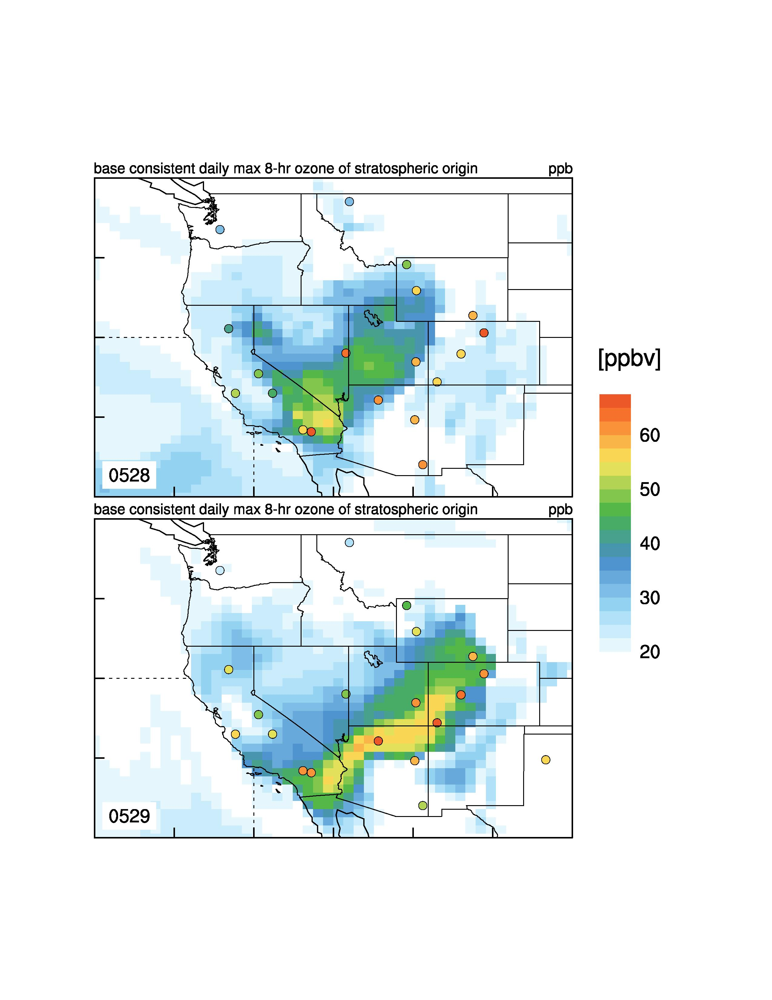 base consistent daily max 8-hr ozone of stratospheric origin ppb
0528
base consistent daily max 8-hr ozone of stratospheric origin ppb
0529
[ppbv]
60
50
40
30
20